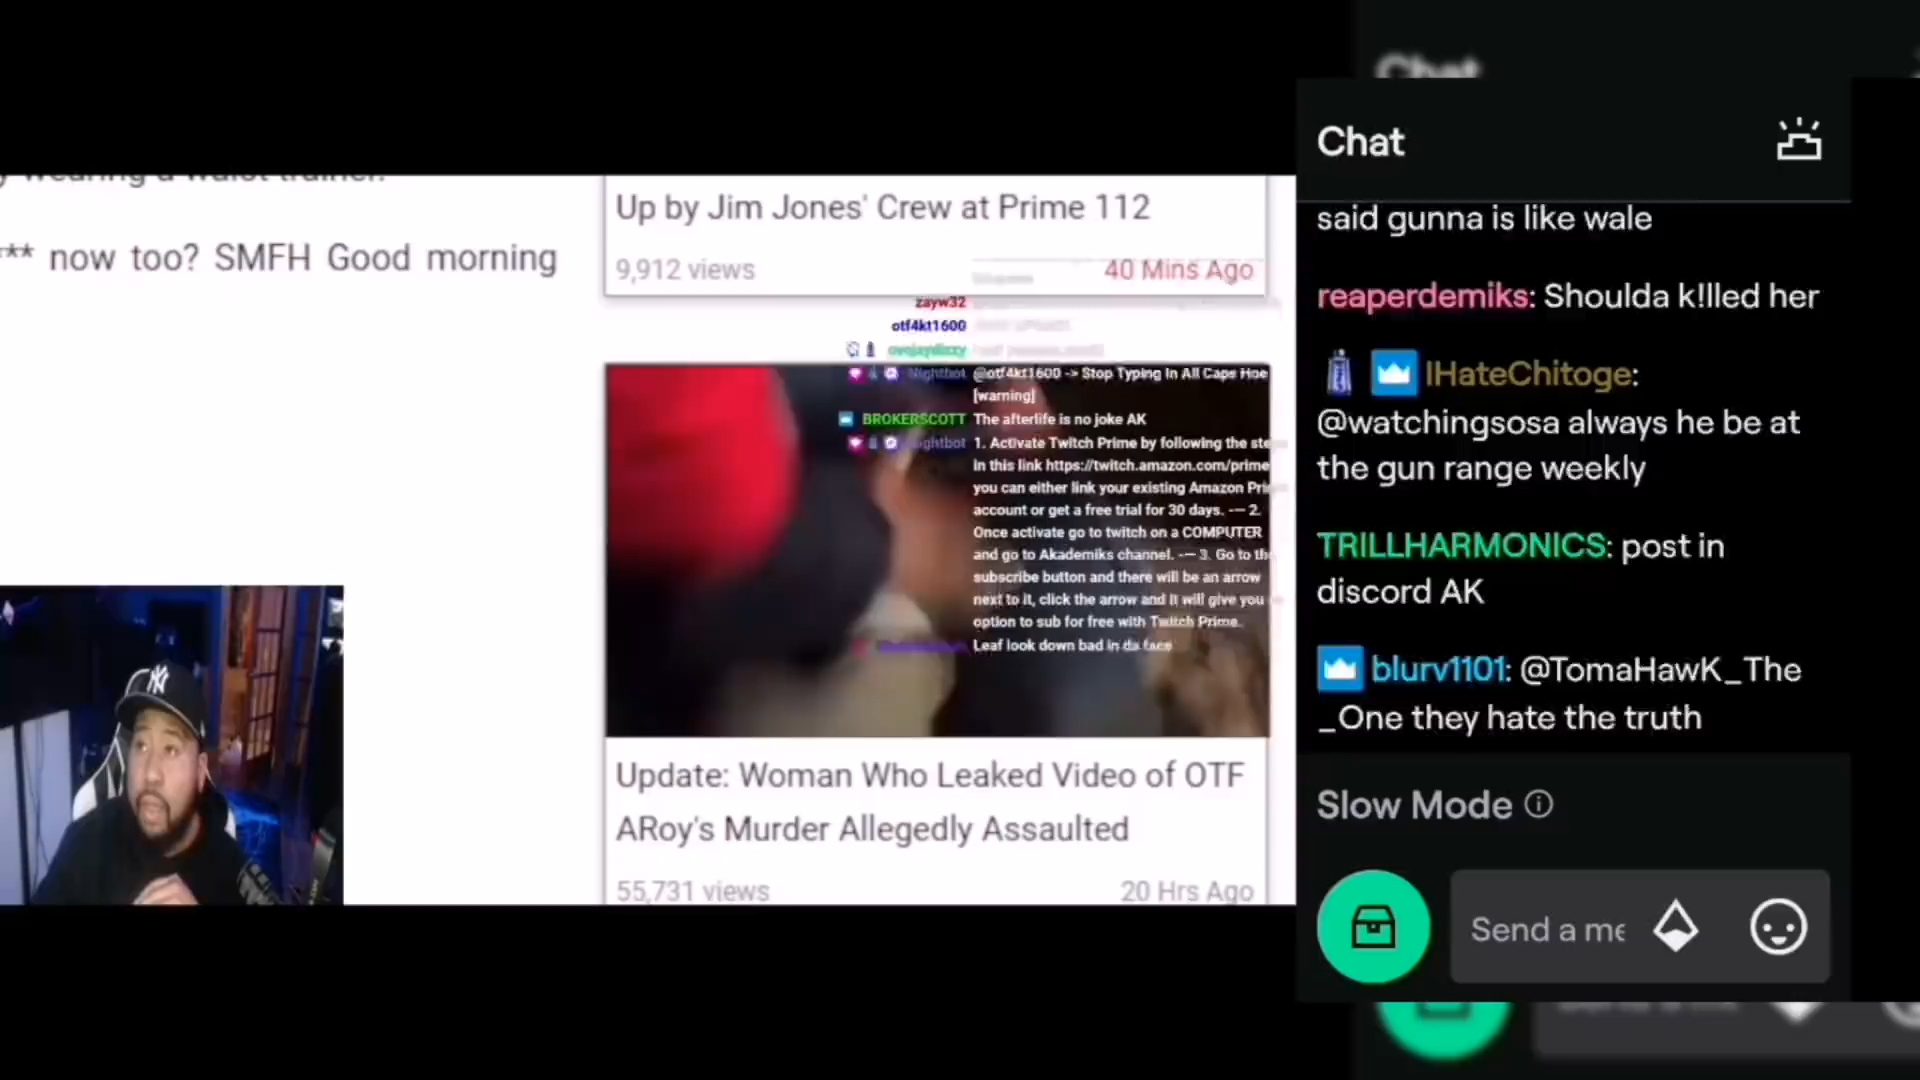 Chat
wearing a waist trainer.
now too? SMFH Good morning
Up by Jim Jones' Crew at Prime 112
9,912 views
40 Mins Ago
zayw32
otf4kt1600
Nightbot @otf4kt1600 -> Stop Typing In All Caps Hoe
[warning]
BROKERSCOTT The afterlife is no joke AK
Nightbot 1. Activate Twitch Prime by following the
in this link https://twitch.amazon.com/prime
you can either link your existing Amazon
account or get a free trial for 30 days. -— 2.
Once activate go to twitch on a COMPUTER
and go to Akademiks channel. -— 3. Go to
subscribe button and there will be an arrow
next to it, click the arrow and it will give you
option to sub for free with Twitch Prime.
Leaf look down bad in da face
Update: Woman Who Leaked Video of OTF
ARoy's Murder Allegedly Assaulted
55,731 views
20 Hrs Ago
NY
Chat
said gunna is like wale
reaperdemiks: Shoulda k!lled her
IHateChitoge:
@watchingsosa always he be at
the gun range weekly
TRILLHARMONICS: post in
discord AK
blurv1101: @TomaHawK_The
_One they hate the truth
Slow Mode
Send a me